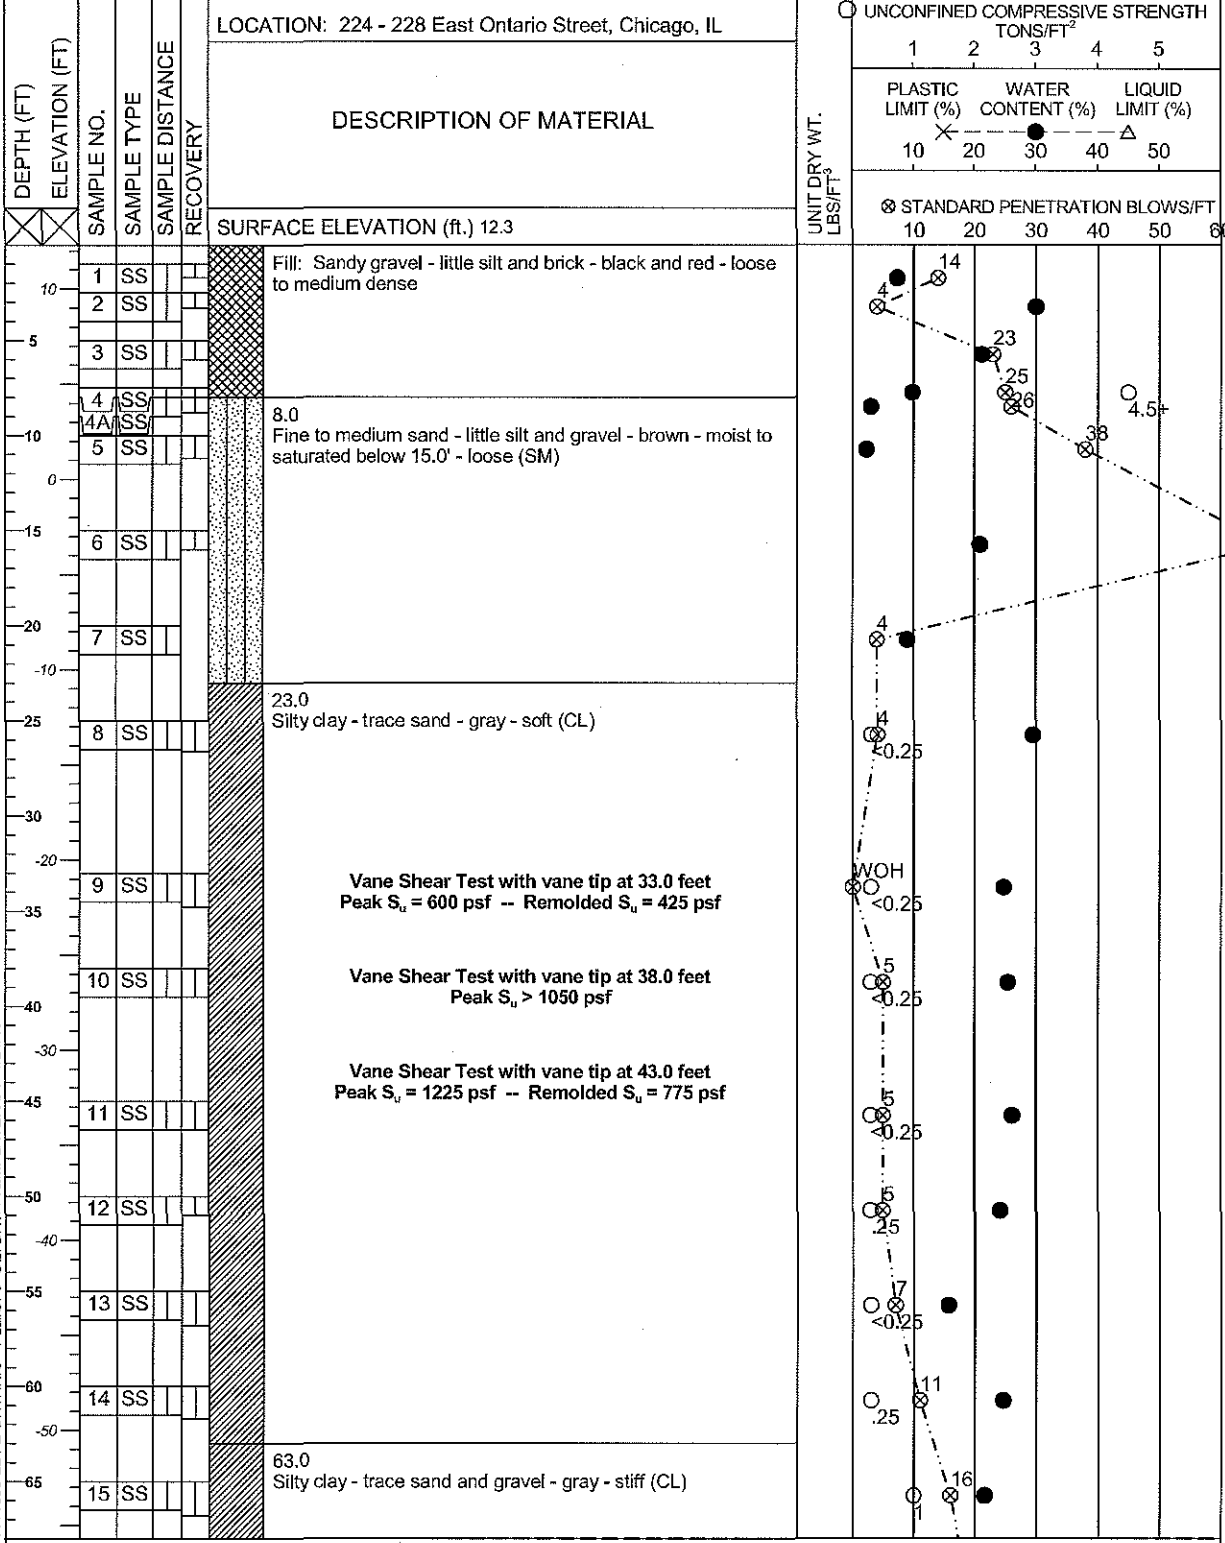 LOCATION: 224 - 228 East Ontario Street, Chicago, IL
DEPTH (FT)
ELEVATION (FT)
SAMPLE NO.
SAMPLE TYPE
SAMPLE DISTANCE
RECOVERY
DESCRIPTION OF MATERIAL
SURFACE ELEVATION (ft.) 12.3
UNIT DRY WT.
LBS/FT³
UNCONFINED COMPRESSIVE STRENGTH
TONS/FT²
1 2 3 4 5
PLASTIC LIMIT (%)
WATER CONTENT (%)
LIQUID LIMIT (%)
10 20 30 40 50
STANDARD PENETRATION BLOWS/FT
10 20 30 40 50
Fill: Sandy gravel - little silt and brick - black and red - loose
to medium dense
1 SS 14
10
2 SS 4
5
3 SS 23
4 SS 25
4A SS 26 4.5+
8.0
Fine to medium sand - little silt and gravel - brown - moist to
saturated below 15.0' - loose (SM)
10
5 SS 38
0
15
6 SS
20
7 SS 4
-10
23.0
Silty clay - trace sand - gray - soft (CL)
25
8 SS 4
<0.25
30
-20
9 SS WOH
<0.25
Vane Shear Test with vane tip at 33.0 feet
Peak Su = 600 psf -- Remolded Su = 425 psf
35
10 SS 5
<0.25
Vane Shear Test with vane tip at 38.0 feet
Peak Su > 1050 psf
40
-30
Vane Shear Test with vane tip at 43.0 feet
Peak Su = 1225 psf -- Remolded Su = 775 psf
45
11 SS 5
<0.25
50
12 SS 5
.25
-40
55
13 SS 7
<0.25
60
14 SS 11
.25
-50
63.0
Silty clay - trace sand and gravel - gray - stiff (CL)
65
15 SS 16
1